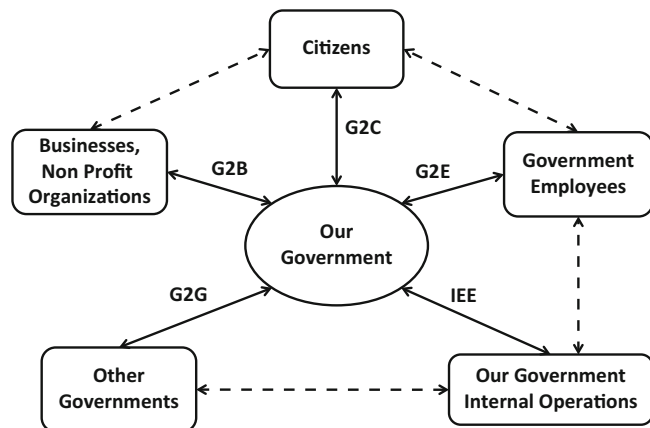 Citizens
G2C
Businesses,
Non Profit
Organizations
G2B
G2E
Government
Employees
Our
Government
G2G
IEE
Other
Governments
Our Government
Internal Operations